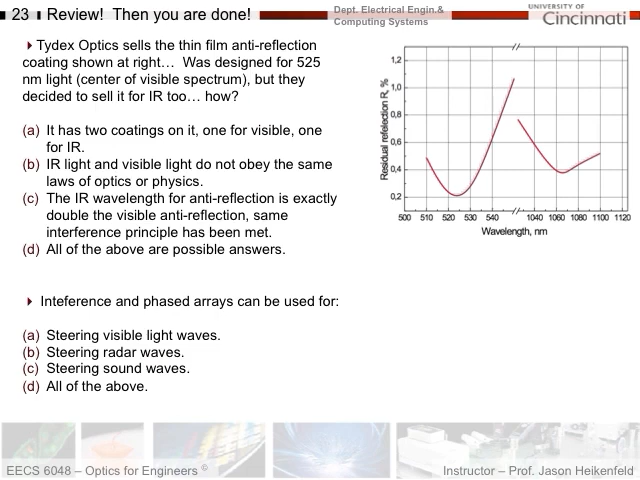 23 Review! Then you are done!
Dept. Electrical Engin.&
Computing Systems
UNIVERSITY OF
Cincinnati
Tydex Optics sells the thin film anti-reflection
coating shown at right… Was designed for 525
nm light (center of visible spectrum), but they
decided to sell it for IR too… how?
(a) It has two coatings on it, one for visible, one
for IR.
(b) IR light and visible light do not obey the same
laws of optics or physics.
(c) The IR wavelength for anti-reflection is exactly
double the visible anti-reflection, same
interference principle has been met.
(d) All of the above are possible answers.
Inteference and phased arrays can be used for:
(a) Steering visible light waves.
(b) Steering radar waves.
(c) Steering sound waves.
(d) All of the above.
Residual refelection R, %
1,2
1,0
0,8
0,6
0,4
0,2
500 510 520 530 540 1040 1060 1080 1100 1120
Wavelength, nm
EECS 6048 – Optics for Engineers ©
Instructor – Prof. Jason Heikenfeld